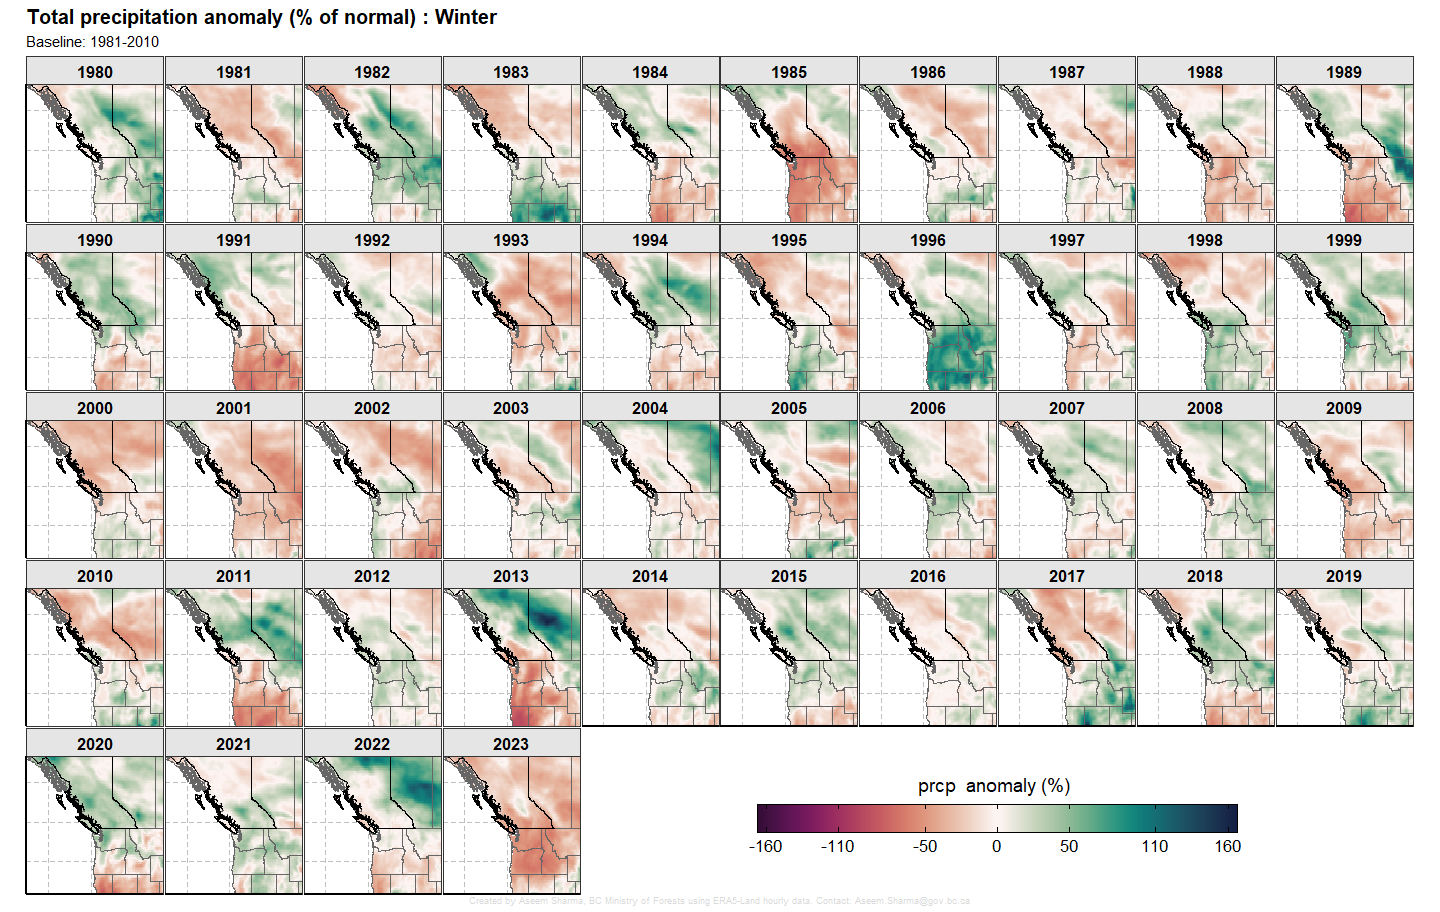 Total precipitation anomaly (% of normal) : Winter
Baseline: 1981-2010
1980 1981 1982 1983 1984 1985 1986 1987 1988 1989
1990 1991 1992 1993 1994 1995 1996 1997 1998 1999
2000 2001 2002 2003 2004 2005 2006 2007 2008 2009
2010 2011 2012 2013 2014 2015 2016 2017 2018 2019
2020 2021 2022 2023
prcp anomaly (%)
-160 -110 -50 0 50 110 160
Created by Aseem Sharma, BC Ministry of Forests using ERA5-Land hourly data. Contact: Aseem.Sharma@gov.bc.ca